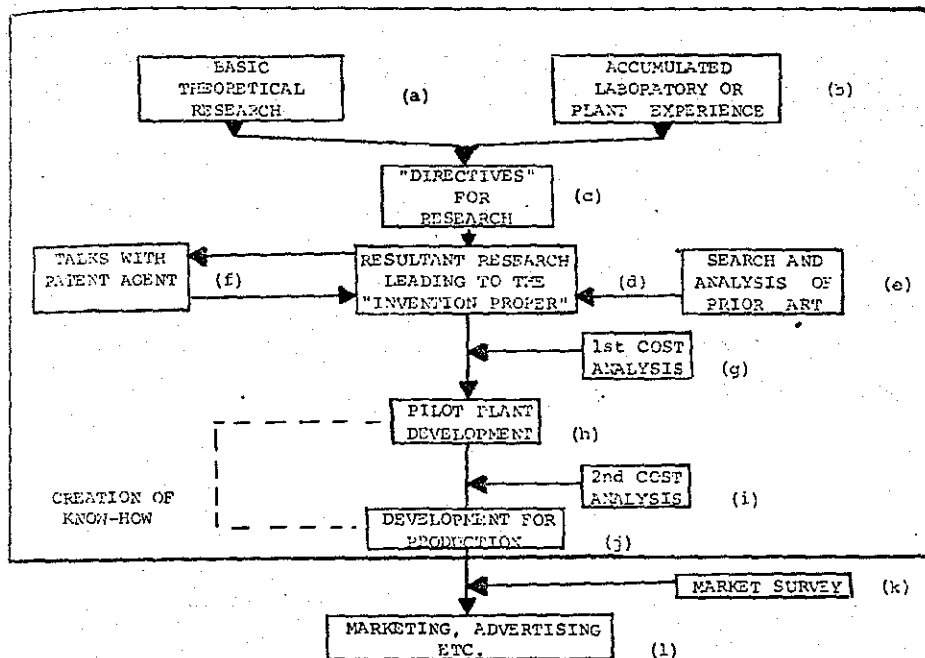 BASIC
THEORETICAL
RESEARCH
(a)
ACCUMULATED
LABORATORY OR
PLANT EXPERIENCE
(b)
"DIRECTIVES"
FOR
RESEARCH
(c)
TALKS WITH
PATENT AGENT
(f)
RESULTANT RESEARCH
LEADING TO THE
"INVENTION PROPER"
(d)
SEARCH AND
ANALYSIS OF
PRIOR ART
(e)
1st COST
ANALYSIS
(g)
PILOT PLANT
DEVELOPMENT
(h)
2nd COST
ANALYSIS
(i)
CREATION OF
KNOW-HOW
DEVELOPMENT FOR
PRODUCTION
(j)
MARKET SURVEY
(k)
MARKETING, ADVERTISING
ETC.
(l)